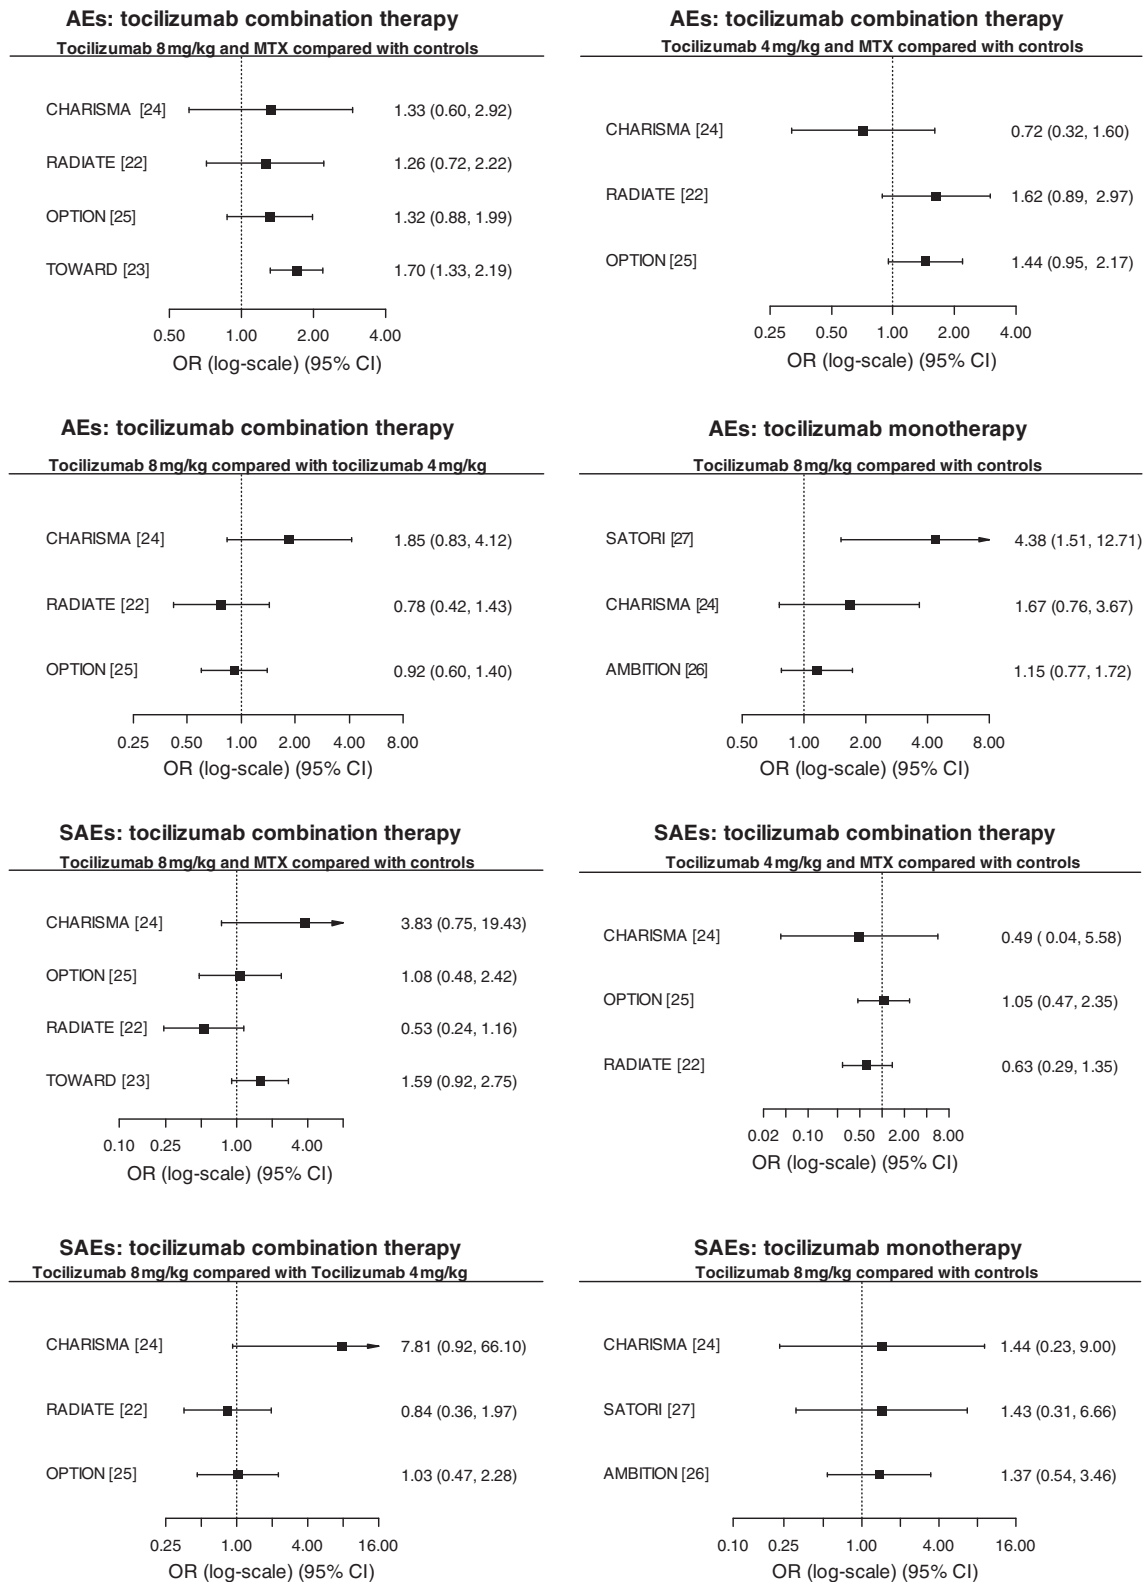 AEs: tocilizumab combination therapy
Tocilizumab 8 mg/kg and MTX compared with controls
CHARISMA [24] 1.33 (0.60, 2.92)
RADIATE [22] 1.26 (0.72, 2.22)
OPTION [25] 1.32 (0.88, 1.99)
TOWARD [23] 1.70 (1.33, 2.19)
0.50 1.00 2.00 4.00
OR (log-scale) (95% CI)
AEs: tocilizumab combination therapy
Tocilizumab 4 mg/kg and MTX compared with controls
CHARISMA [24] 0.72 (0.32, 1.60)
RADIATE [22] 1.62 (0.89, 2.97)
OPTION [25] 1.44 (0.95, 2.17)
0.25 0.50 1.00 2.00 4.00
OR (log-scale) (95% CI)
AEs: tocilizumab combination therapy
Tocilizumab 8 mg/kg compared with tocilizumab 4 mg/kg
CHARISMA [24] 1.85 (0.83, 4.12)
RADIATE [22] 0.78 (0.42, 1.43)
OPTION [25] 0.92 (0.60, 1.40)
0.25 0.50 1.00 2.00 4.00 8.00
OR (log-scale) (95% CI)
AEs: tocilizumab monotherapy
Tocilizumab 8 mg/kg compared with controls
SATORI [27] 4.38 (1.51, 12.71)
CHARISMA [24] 1.67 (0.76, 3.67)
AMBITION [26] 1.15 (0.77, 1.72)
0.50 1.00 2.00 4.00 8.00
OR (log-scale) (95% CI)
SAEs: tocilizumab combination therapy
Tocilizumab 8 mg/kg and MTX compared with controls
CHARISMA [24] 3.83 (0.75, 19.43)
OPTION [25] 1.08 (0.48, 2.42)
RADIATE [22] 0.53 (0.24, 1.16)
TOWARD [23] 1.59 (0.92, 2.75)
0.10 0.25 1.00 4.00
OR (log-scale) (95% CI)
SAEs: tocilizumab combination therapy
Tocilizumab 4 mg/kg and MTX compared with controls
CHARISMA [24] 0.49 ( 0.04, 5.58)
OPTION [25] 1.05 (0.47, 2.35)
RADIATE [22] 0.63 (0.29, 1.35)
0.02 0.10 0.50 2.00 8.00
OR (log-scale) (95% CI)
SAEs: tocilizumab combination therapy
Tocilizumab 8 mg/kg compared with Tocilizumab 4 mg/kg
CHARISMA [24] 7.81 (0.92, 66.10)
RADIATE [22] 0.84 (0.36, 1.97)
OPTION [25] 1.03 (0.47, 2.28)
0.25 1.00 4.00 16.00
OR (log-scale) (95% CI)
SAEs: tocilizumab monotherapy
Tocilizumab 8 mg/kg compared with controls
CHARISMA [24] 1.44 (0.23, 9.00)
SATORI [27] 1.43 (0.31, 6.66)
AMBITION [26] 1.37 (0.54, 3.46)
0.10 0.25 1.00 4.00 16.00
OR (log-scale) (95% CI)